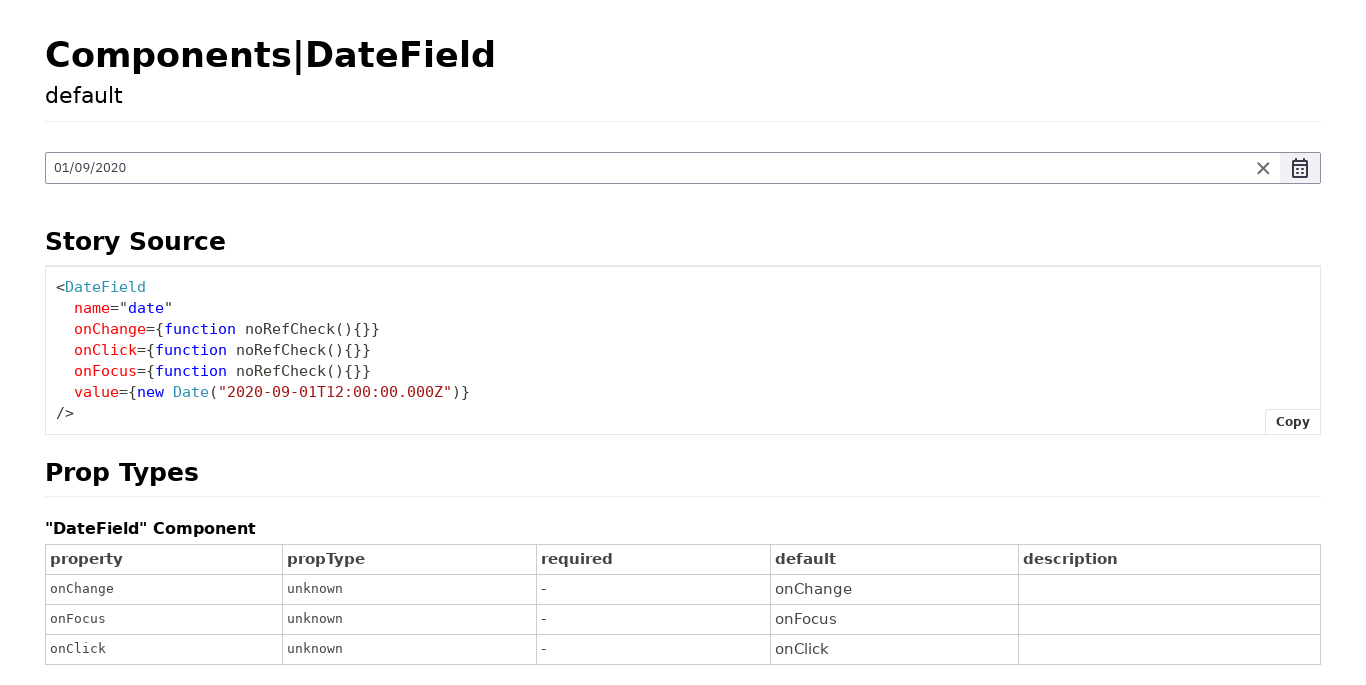 Components|DateField
default
01/09/2020
Story Source
<DateField
  name="date"
  onChange={function noRefCheck(){}}
  onClick={function noRefCheck(){}}
  onFocus={function noRefCheck(){}}
  value={new Date("2020-09-01T12:00:00.000Z")}
/>
Copy
Prop Types
"DateField" Component
property propType required default description
onChange unknown - onChange
onFocus unknown - onFocus
onClick unknown - onClick